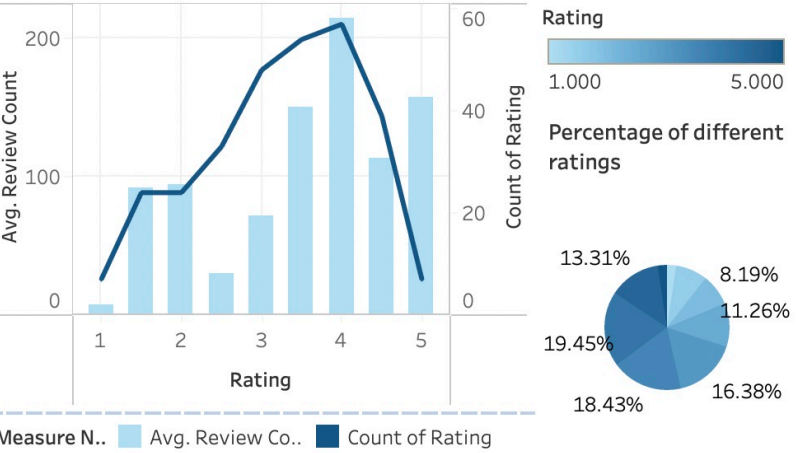 Avg. Review Count
200
100
0
60
40
20
0
Count of Rating
1
2
3
4
5
Rating
Measure N..
Avg. Review Co..
Count of Rating
Rating
1.000
5.000
Percentage of different
ratings
13.31%
8.19%
11.26%
19.45%
16.38%
18.43%